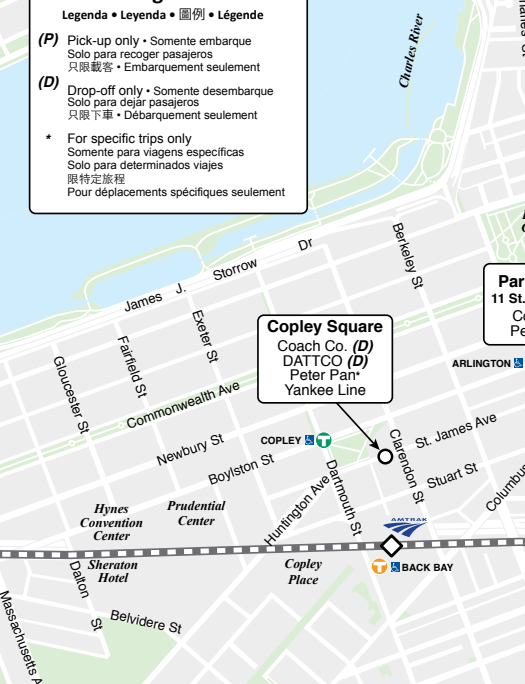 Legenda • Leyenda • 圖例 • Légende
(P) Pick-up only • Somente embarque
Solo para recoger pasajeros
只限載客 • Embarquement seulement
(D) Drop-off only • Somente desembarque
Solo para dejar pasajeros
只限下車 • Débarquement seulement
* For specific trips only
Somente para viagens específicas
Solo para determinados viajes
限特定旅程
Pour déplacements spécifiques seulement
Charles River
James J. Storrow Dr
Berkeley St
Par
11 St.
Co
Pe
Copley Square
Coach Co. (D)
DATTCO (D)
Peter Pan*
Yankee Line
Exeter St
Fairfield St
Gloucester St
ARLINGTON
Commonwealth Ave
Newbury St
COPLEY T
Clarendon St
St. James Ave
Boylston St
Dartmouth St
Stuart St
Huntington Ave
Columbus
Hynes
Convention
Center
Prudential
Center
AMTRAK
Sheraton
Hotel
Copley
Place
T BACK BAY
Dalton St
Belvidere St
Massachusetts A